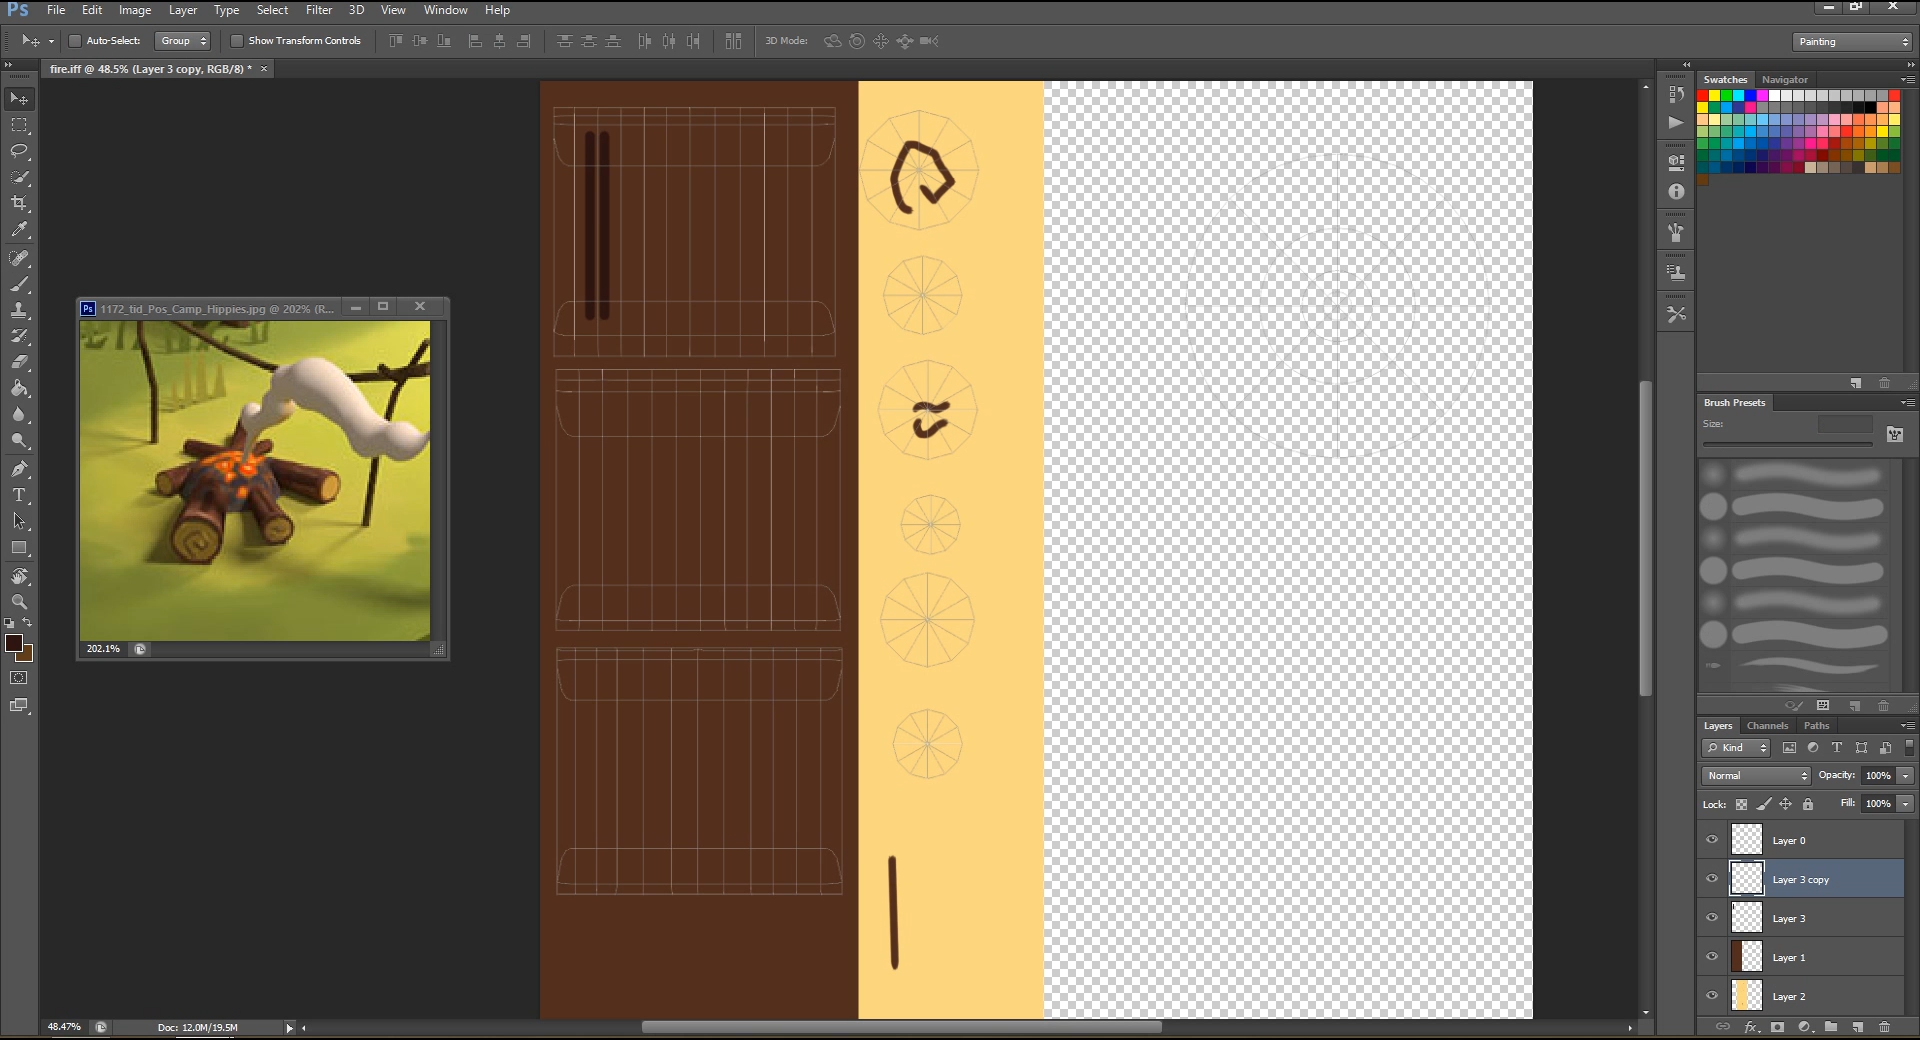 Ps File Edit Image Layer Type Select Filter 3D View Window Help
Auto-Select: Group Show Transform Controls 3D Mode: Painting
fire.iff @ 48.5% (Layer 3 copy, RGB/8) *
Swatches Navigator
Ps 1172_tid_Pos_Camp_Hippies.jpg @ 202% (R...
202.1%
Brush Presets
Size:
Layers Channels Paths
Kind
Normal Opacity: 100%
Lock: Fill: 100%
Layer 0
Layer 3 copy
Layer 3
Layer 1
Layer 2
48.47% Doc: 12.0M/19.5M